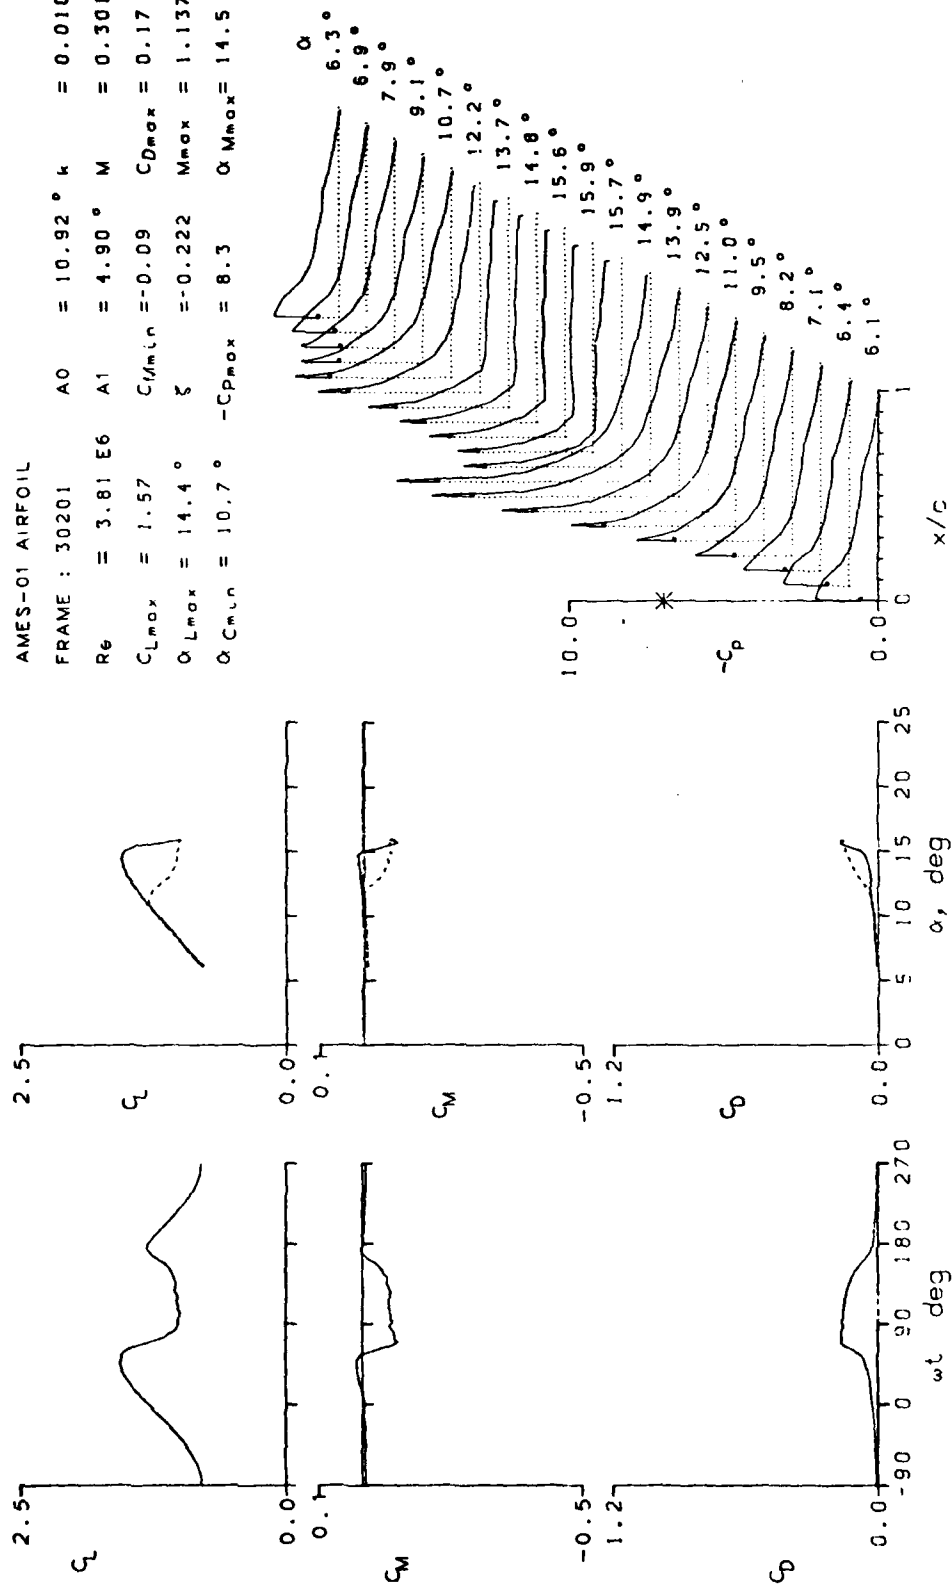 AMES-01 AIRFOIL
FRAME : 30201 A0 = 10.92 ° k = 0.010
Re = 3.81 E6 A1 = 4.90 ° M = 0.301
CLmax = 1.57 CMmin =-0.09 CDmax = 0.17
αLmax = 14.4 ° ζ =-0.222 Mmax = 1.137
αCmin = 10.7 ° -Cpmax = 8.3 αMmax= 14.5
2.5
CL
0.0
0.1
CM
-0.5
1.2
CD
0.0
-90 0 90 180 270
ωt deg
2.5
CL
0.0
0.1
CM
-0.5
1.2
CD
0.0
0 5 10 15 20 25
α, deg
α
6.3 °
6.9 °
7.9 °
9.1 °
10.7 °
12.2 °
13.7 °
14.8 °
15.6 °
15.9 °
15.7 °
14.9 °
13.9 °
12.5 °
11.0 °
9.5 °
8.2 °
7.1 °
6.4 °
6.1 °
10.0
-Cp
0.0
0 1
x/c